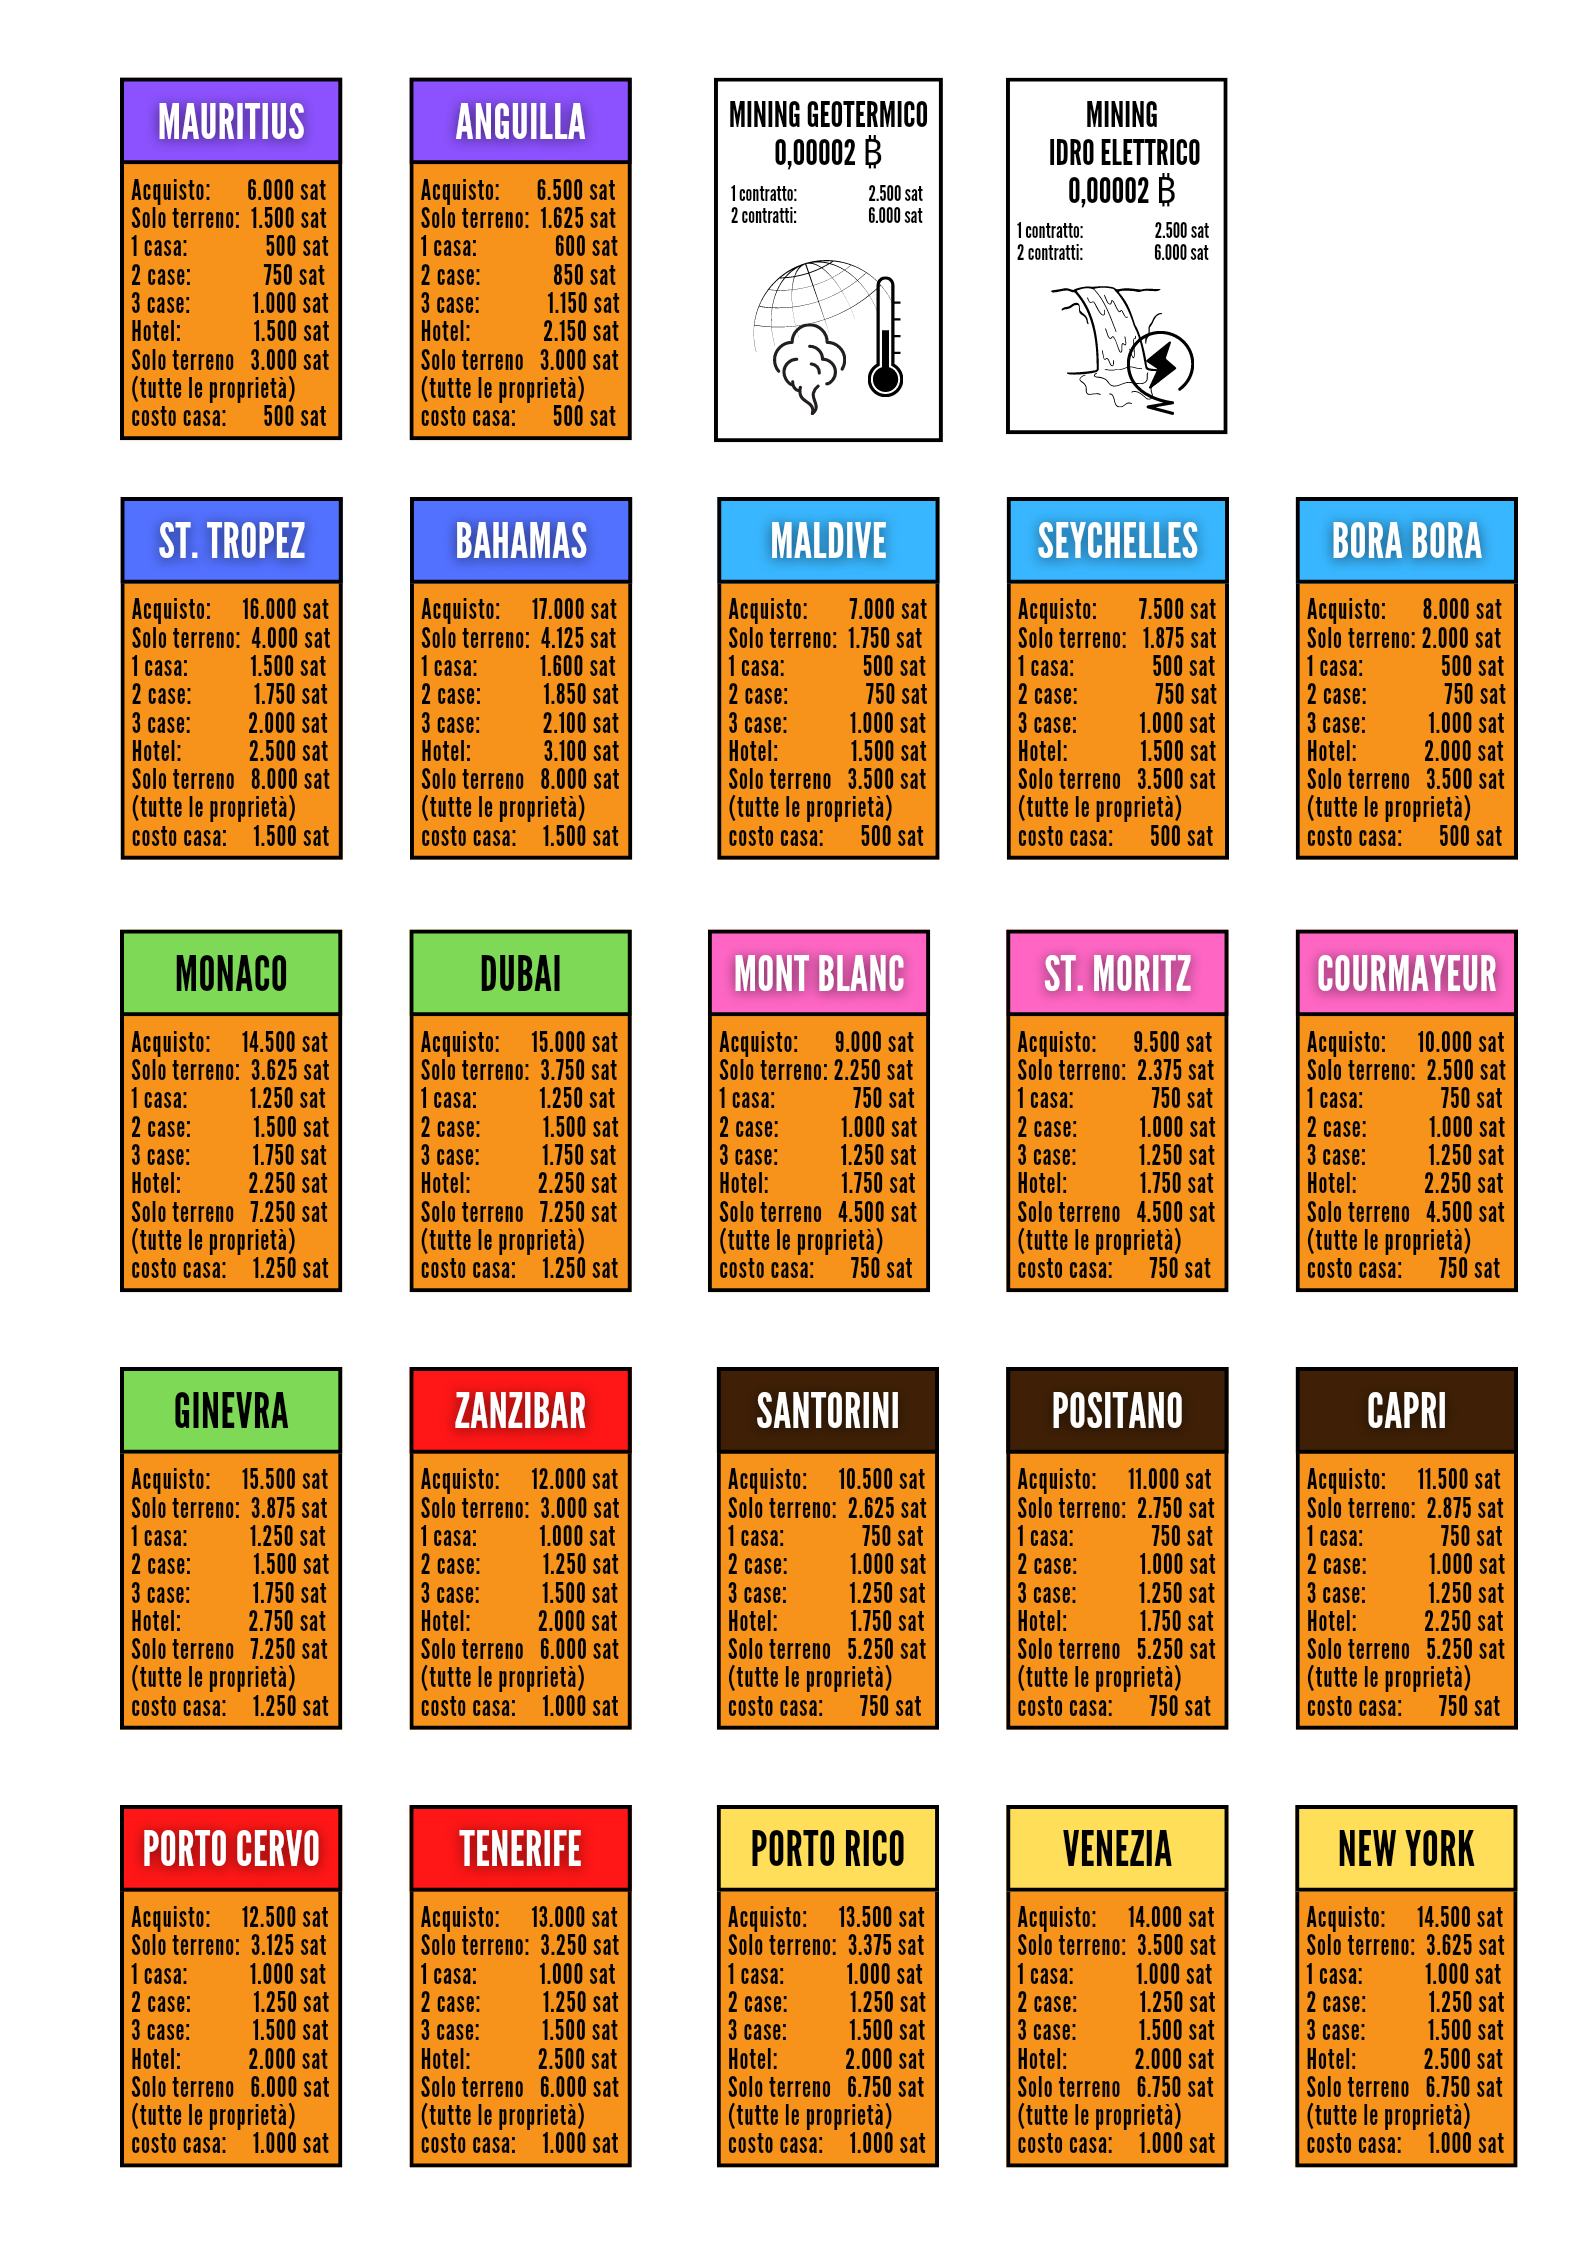 MAURITIUS
Acquisto: 6.000 sat
Solo terreno: 1.500 sat
1 casa: 500 sat
2 case: 750 sat
3 case: 1.000 sat
Hotel: 1.500 sat
Solo terreno 3.000 sat
(tutte le proprietà)
costo casa: 500 sat
ANGUILLA
Acquisto: 6.500 sat
Solo terreno: 1.625 sat
1 casa: 600 sat
2 case: 850 sat
3 case: 1.150 sat
Hotel: 2.150 sat
Solo terreno 3.000 sat
(tutte le proprietà)
costo casa: 500 sat
MINING GEOTERMICO
0,00002 ₿
1 contratto: 2.500 sat
2 contratti: 6.000 sat
MINING
IDRO ELETTRICO
0,00002 ₿
1 contratto: 2.500 sat
2 contratti: 6.000 sat
ST. TROPEZ
Acquisto: 16.000 sat
Solo terreno: 4.000 sat
1 casa: 1.500 sat
2 case: 1.750 sat
3 case: 2.000 sat
Hotel: 2.500 sat
Solo terreno 8.000 sat
(tutte le proprietà)
costo casa: 1.500 sat
BAHAMAS
Acquisto: 17.000 sat
Solo terreno: 4.125 sat
1 casa: 1.600 sat
2 case: 1.850 sat
3 case: 2.100 sat
Hotel: 3.100 sat
Solo terreno 8.000 sat
(tutte le proprietà)
costo casa: 1.500 sat
MALDIVE
Acquisto: 7.000 sat
Solo terreno: 1.750 sat
1 casa: 500 sat
2 case: 750 sat
3 case: 1.000 sat
Hotel: 1.500 sat
Solo terreno 3.500 sat
(tutte le proprietà)
costo casa: 500 sat
SEYCHELLES
Acquisto: 7.500 sat
Solo terreno: 1.875 sat
1 casa: 500 sat
2 case: 750 sat
3 case: 1.000 sat
Hotel: 1.500 sat
Solo terreno 3.500 sat
(tutte le proprietà)
costo casa: 500 sat
BORA BORA
Acquisto: 8.000 sat
Solo terreno: 2.000 sat
1 casa: 500 sat
2 case: 750 sat
3 case: 1.000 sat
Hotel: 2.000 sat
Solo terreno 3.500 sat
(tutte le proprietà)
costo casa: 500 sat
MONACO
Acquisto: 14.500 sat
Solo terreno: 3.625 sat
1 casa: 1.250 sat
2 case: 1.500 sat
3 case: 1.750 sat
Hotel: 2.250 sat
Solo terreno 7.250 sat
(tutte le proprietà)
costo casa: 1.250 sat
DUBAI
Acquisto: 15.000 sat
Solo terreno: 3.750 sat
1 casa: 1.250 sat
2 case: 1.500 sat
3 case: 1.750 sat
Hotel: 2.250 sat
Solo terreno 7.250 sat
(tutte le proprietà)
costo casa: 1.250 sat
MONT BLANC
Acquisto: 9.000 sat
Solo terreno: 2.250 sat
1 casa: 750 sat
2 case: 1.000 sat
3 case: 1.250 sat
Hotel: 1.750 sat
Solo terreno 4.500 sat
(tutte le proprietà)
costo casa: 750 sat
ST. MORITZ
Acquisto: 9.500 sat
Solo terreno: 2.375 sat
1 casa: 750 sat
2 case: 1.000 sat
3 case: 1.250 sat
Hotel: 1.750 sat
Solo terreno 4.500 sat
(tutte le proprietà)
costo casa: 750 sat
COURMAYEUR
Acquisto: 10.000 sat
Solo terreno: 2.500 sat
1 casa: 750 sat
2 case: 1.000 sat
3 case: 1.250 sat
Hotel: 2.250 sat
Solo terreno 4.500 sat
(tutte le proprietà)
costo casa: 750 sat
GINEVRA
Acquisto: 15.500 sat
Solo terreno: 3.875 sat
1 casa: 1.250 sat
2 case: 1.500 sat
3 case: 1.750 sat
Hotel: 2.750 sat
Solo terreno 7.250 sat
(tutte le proprietà)
costo casa: 1.250 sat
ZANZIBAR
Acquisto: 12.000 sat
Solo terreno: 3.000 sat
1 casa: 1.000 sat
2 case: 1.250 sat
3 case: 1.500 sat
Hotel: 2.000 sat
Solo terreno 6.000 sat
(tutte le proprietà)
costo casa: 1.000 sat
SANTORINI
Acquisto: 10.500 sat
Solo terreno: 2.625 sat
1 casa: 750 sat
2 case: 1.000 sat
3 case: 1.250 sat
Hotel: 1.750 sat
Solo terreno 5.250 sat
(tutte le proprietà)
costo casa: 750 sat
POSITANO
Acquisto: 11.000 sat
Solo terreno: 2.750 sat
1 casa: 750 sat
2 case: 1.000 sat
3 case: 1.250 sat
Hotel: 1.750 sat
Solo terreno 5.250 sat
(tutte le proprietà)
costo casa: 750 sat
CAPRI
Acquisto: 11.500 sat
Solo terreno: 2.875 sat
1 casa: 750 sat
2 case: 1.000 sat
3 case: 1.250 sat
Hotel: 2.250 sat
Solo terreno 5.250 sat
(tutte le proprietà)
costo casa: 750 sat
PORTO CERVO
Acquisto: 12.500 sat
Solo terreno: 3.125 sat
1 casa: 1.000 sat
2 case: 1.250 sat
3 case: 1.500 sat
Hotel: 2.000 sat
Solo terreno 6.000 sat
(tutte le proprietà)
costo casa: 1.000 sat
TENERIFE
Acquisto: 13.000 sat
Solo terreno: 3.250 sat
1 casa: 1.000 sat
2 case: 1.250 sat
3 case: 1.500 sat
Hotel: 2.500 sat
Solo terreno 6.000 sat
(tutte le proprietà)
costo casa: 1.000 sat
PORTO RICO
Acquisto: 13.500 sat
Solo terreno: 3.375 sat
1 casa: 1.000 sat
2 case: 1.250 sat
3 case: 1.500 sat
Hotel: 2.000 sat
Solo terreno 6.750 sat
(tutte le proprietà)
costo casa: 1.000 sat
VENEZIA
Acquisto: 14.000 sat
Solo terreno: 3.500 sat
1 casa: 1.000 sat
2 case: 1.250 sat
3 case: 1.500 sat
Hotel: 2.000 sat
Solo terreno 6.750 sat
(tutte le proprietà)
costo casa: 1.000 sat
NEW YORK
Acquisto: 14.500 sat
Solo terreno: 3.625 sat
1 casa: 1.000 sat
2 case: 1.250 sat
3 case: 1.500 sat
Hotel: 2.500 sat
Solo terreno 6.750 sat
(tutte le proprietà)
costo casa: 1.000 sat